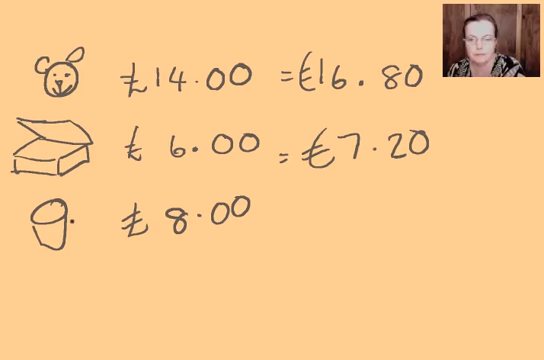 £14.00 = €16.80
£ 6.00 = €7.20
£ 8.00